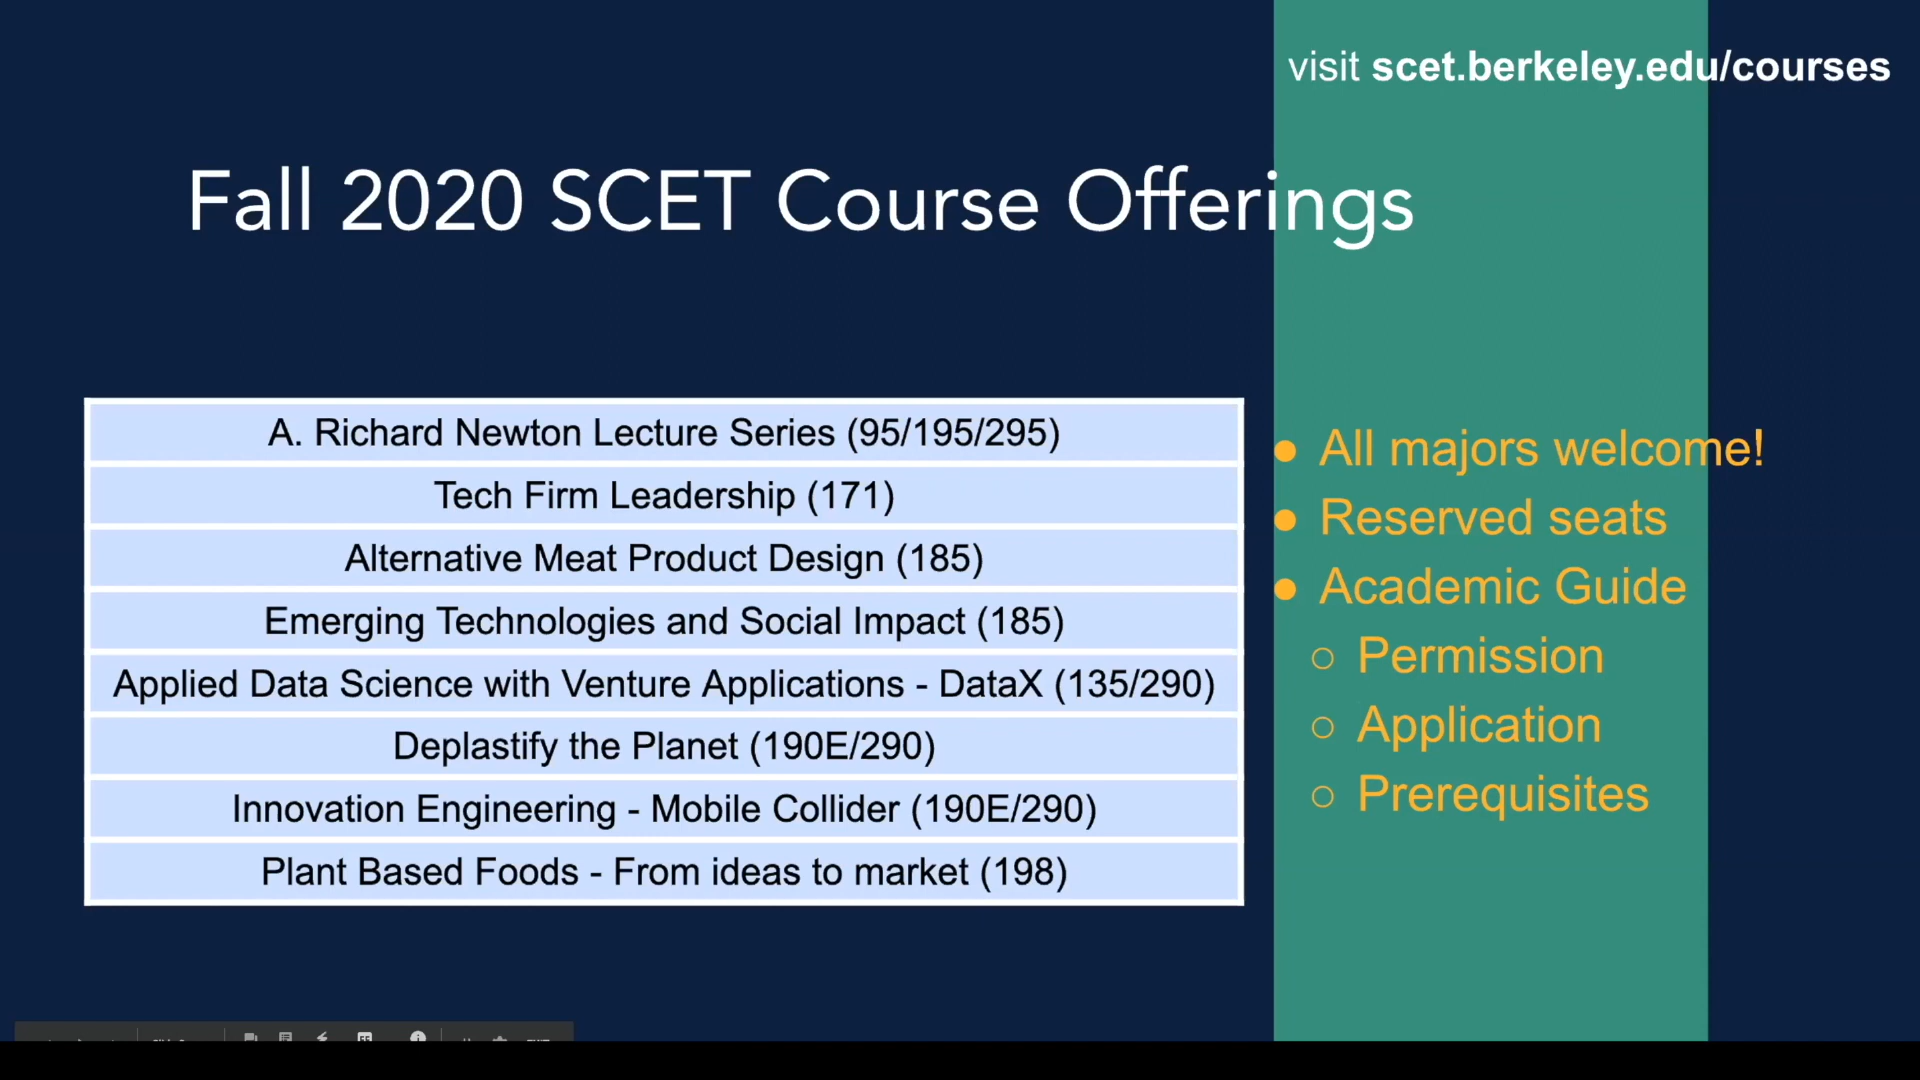 visit scet.berkeley.edu/courses
Fall 2020 SCET Course Offerings
A. Richard Newton Lecture Series (95/195/295)
Tech Firm Leadership (171)
Alternative Meat Product Design (185)
Emerging Technologies and Social Impact (185)
Applied Data Science with Venture Applications - DataX (135/290)
Deplastify the Planet (190E/290)
Innovation Engineering - Mobile Collider (190E/290)
Plant Based Foods - From ideas to market (198)
● All majors welcome!
● Reserved seats
● Academic Guide
○ Permission
○ Application
○ Prerequisites